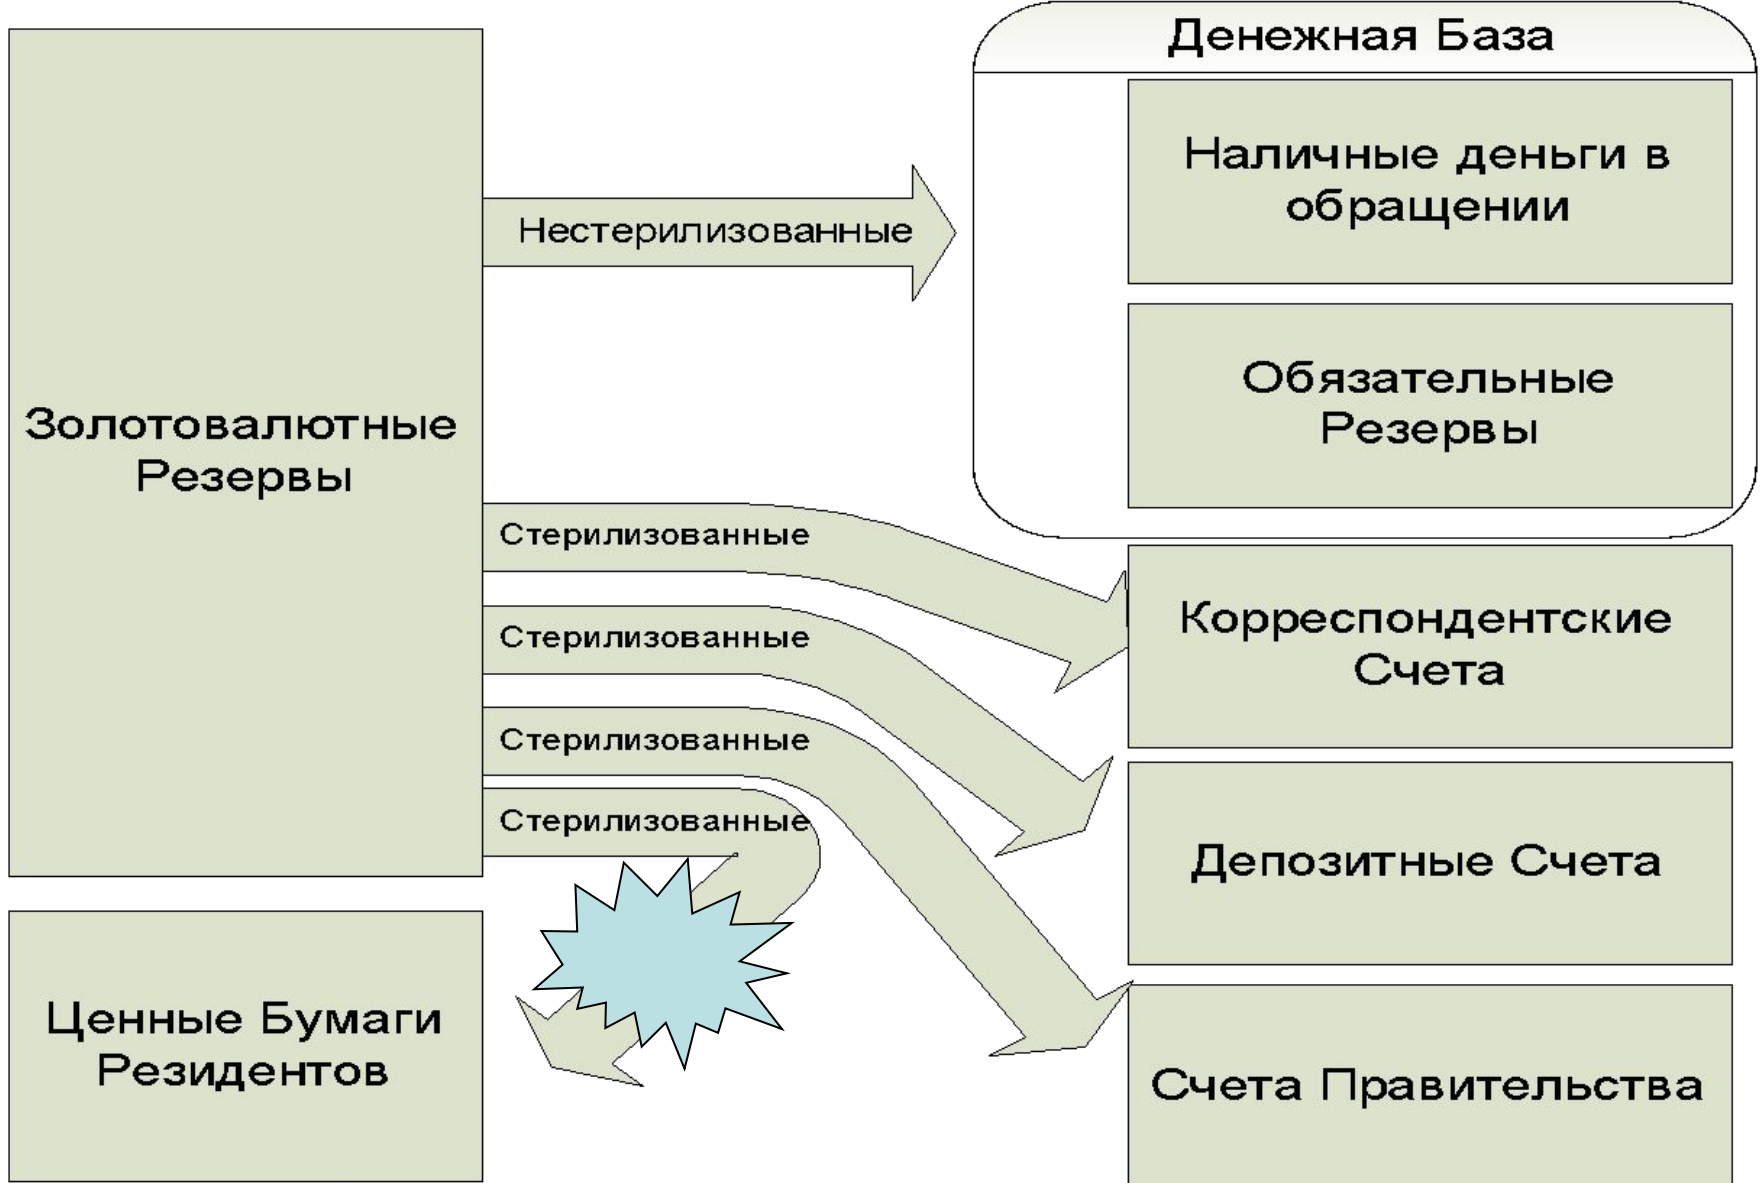 Денежная База
Наличные деньги в
обращении
Нестерилизованные
Обязательные
Резервы
Золотовалютные
Резервы
Стерилизованные
Корреспондентские
Счета
Стерилизованные
Стерилизованные
Стерилизованные
Депозитные Счета
Ценные Бумаги
Резидентов
Счета Правительства